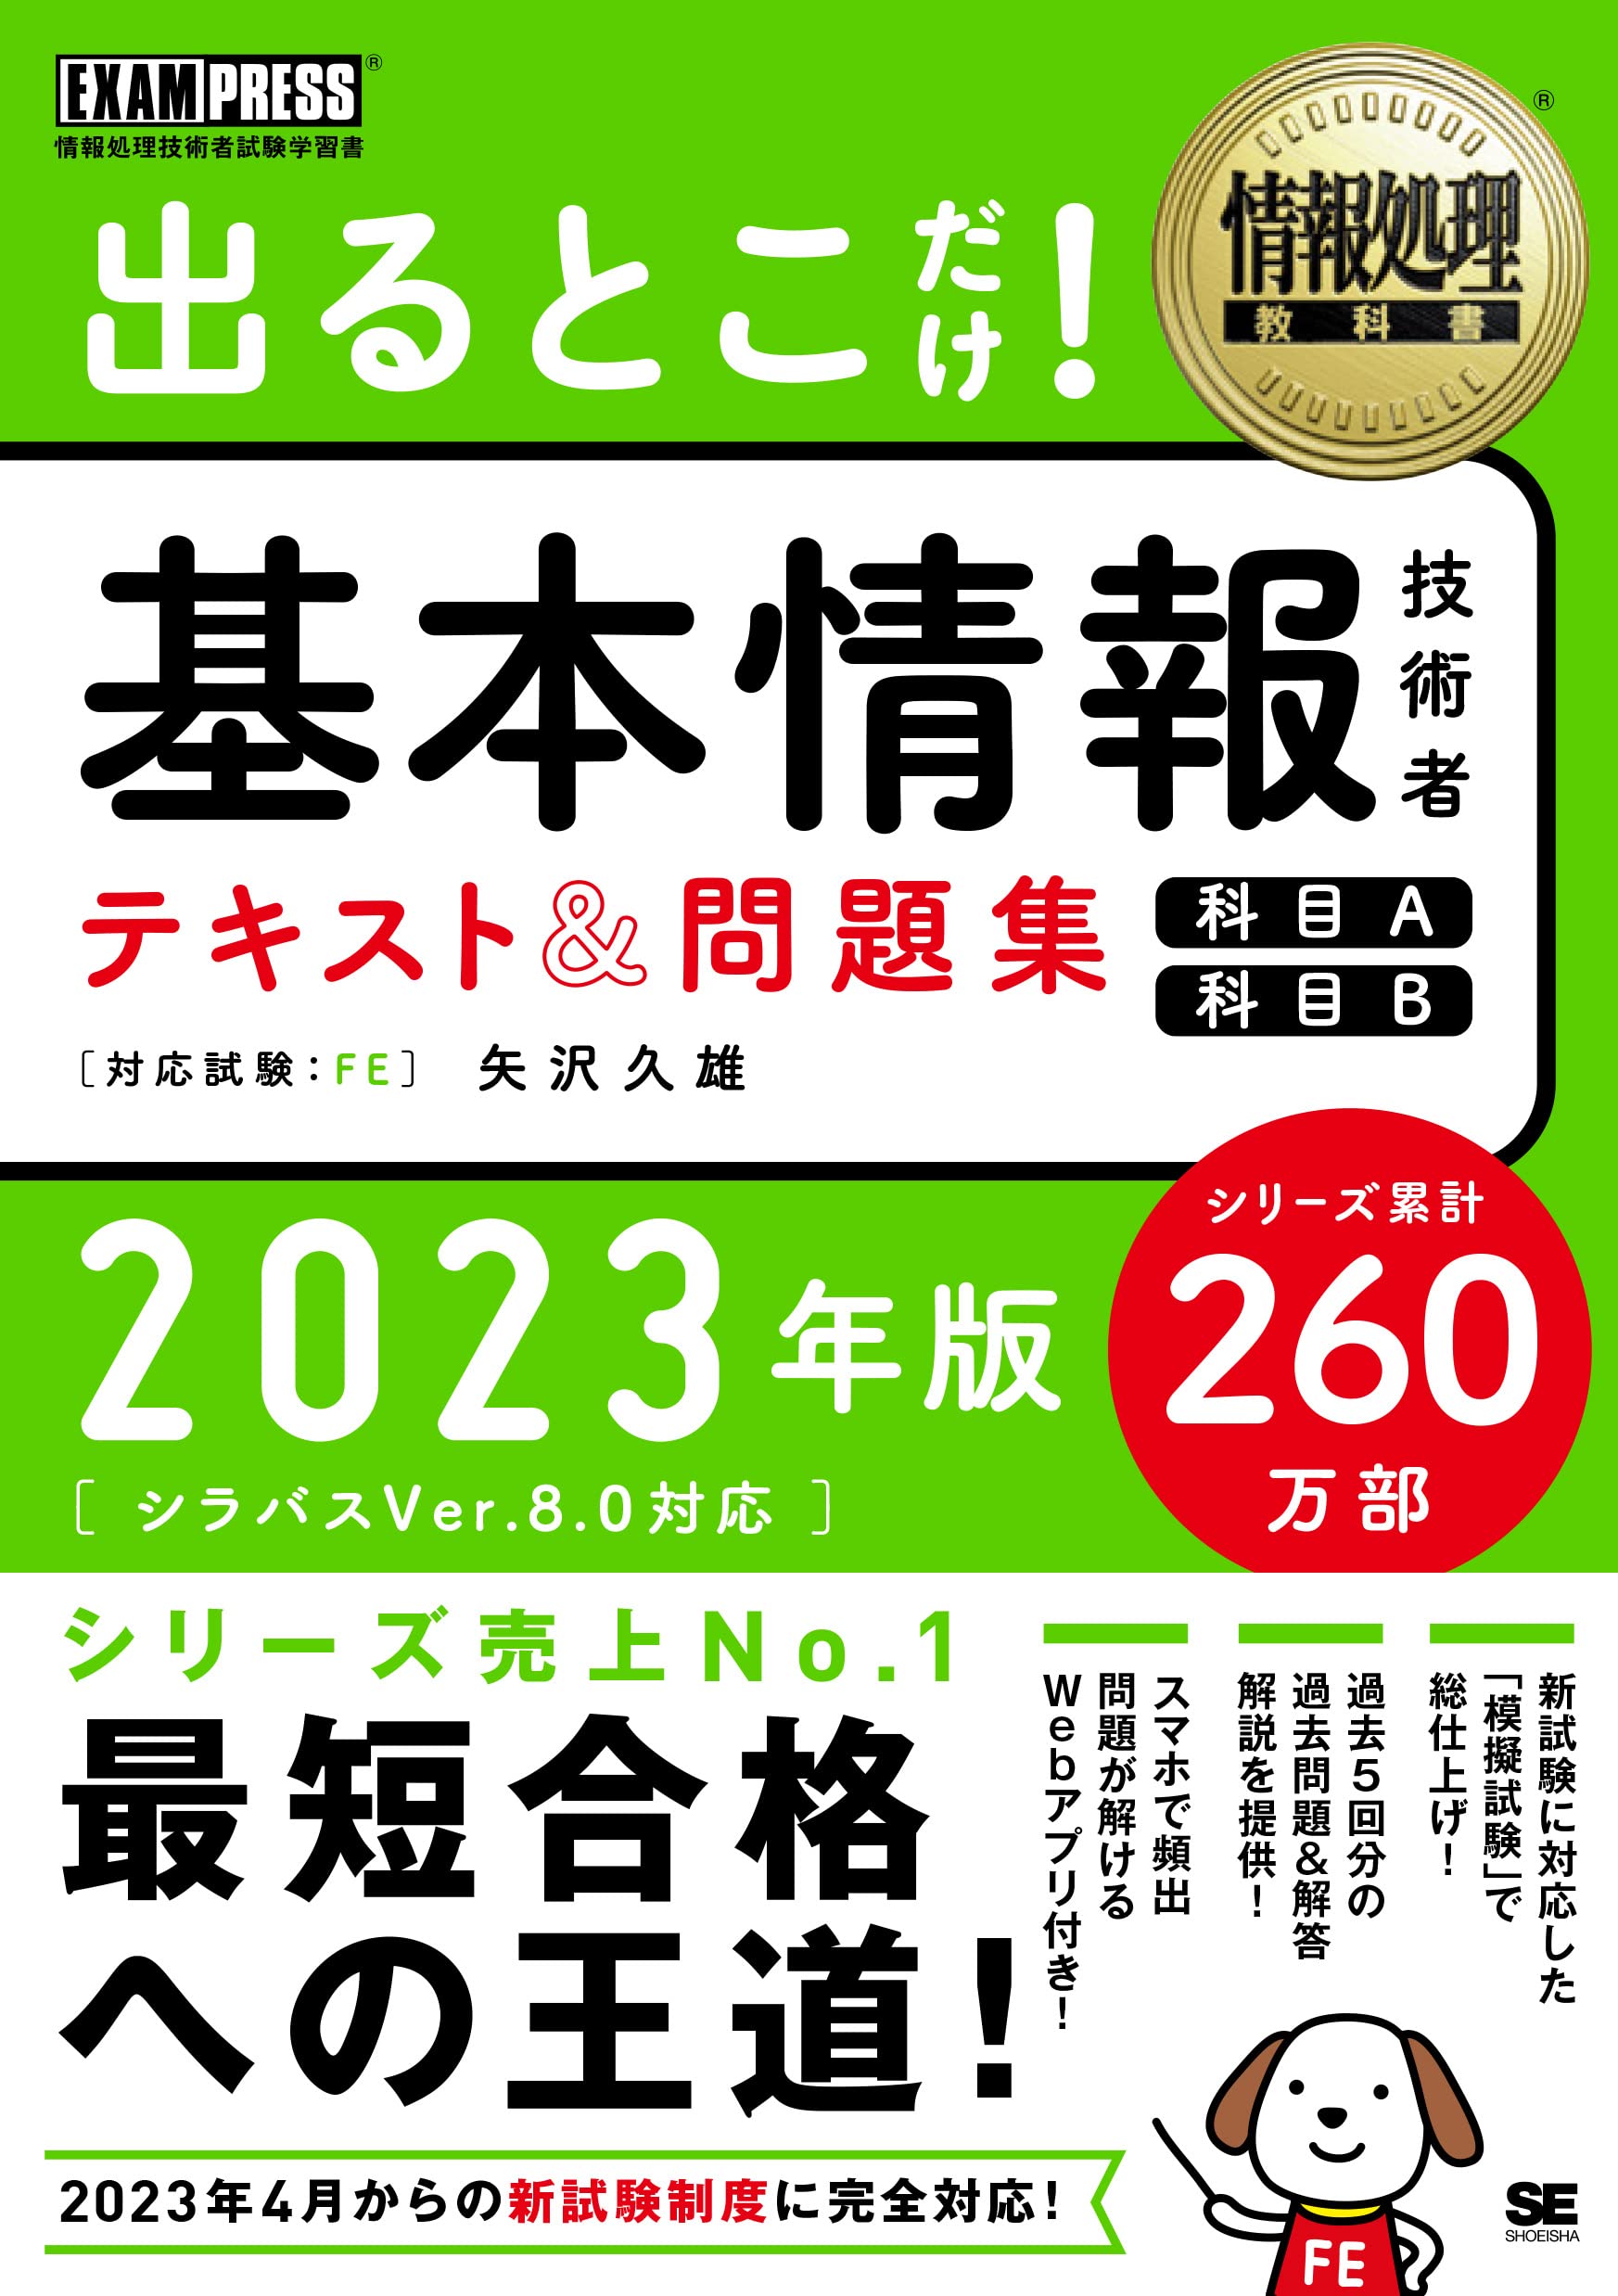 EXAMPRESS®
情報処理技術者試験学習書
情報処理®
教科書
出るとこだけ！
基本情報技術者
テキスト&問題集
科目A
科目B
［対応試験：FE］ 矢沢久雄
2023年版
［シラバスVer.8.0対応］
シリーズ累計
260
万部
シリーズ売上No.1
最短合格
への王道！
新試験に対応した
「模擬試験」で
総仕上げ！
過去5回分の
過去問題&解答
解説を提供！
スマホで頻出
問題が解ける
Webアプリ付き！
2023年4月からの新試験制度に完全対応！
FE
SE
SHOEISHA